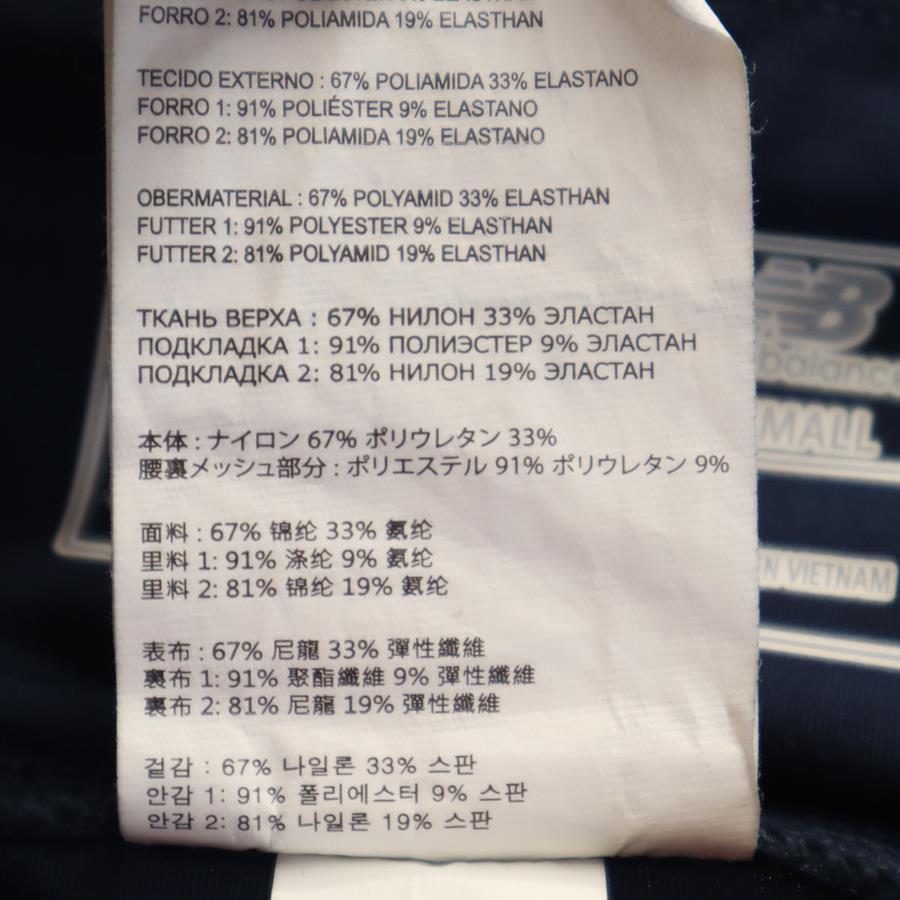 FORRO 2: 81% POLIAMIDA 19% ELASTHAN
TECIDO EXTERNO : 67% POLIAMIDA 33% ELASTANO
FORRO 1: 91% POLIÉSTER 9% ELASTANO
FORRO 2: 81% POLIAMIDA 19% ELASTANO
OBERMATERIAL : 67% POLYAMID 33% ELASTHAN
FUTTER 1: 91% POLYESTER 9% ELASTHAN
FUTTER 2: 81% POLYAMID 19% ELASTHAN
ТКАНЬ ВЕРХА : 67% НИЛОН 33% ЭЛАСТАН
ПОДКЛАДКА 1: 91% ПОЛИЭСТЕР 9% ЭЛАСТАН
ПОДКЛАДКА 2: 81% НИЛОН 19% ЭЛАСТАН
本体 : ナイロン 67% ポリウレタン 33%
腰裏メッシュ部分 : ポリエステル 91% ポリウレタン 9%
面料 : 67% 锦纶 33% 氨纶
里料 1: 91% 涤纶 9% 氨纶
里料 2: 81% 锦纶 19% 氨纶
表布 : 67% 尼龍 33% 彈性纖維
裏布 1: 91% 聚酯纖維 9% 彈性纖維
裏布 2: 81% 尼龍 19% 彈性纖維
겉감 : 67% 나일론 33% 스판
안감 1: 91% 폴리에스터 9% 스판
안감 2: 81% 나일론 19% 스판
NB
balance
MALL
N VIETNAM